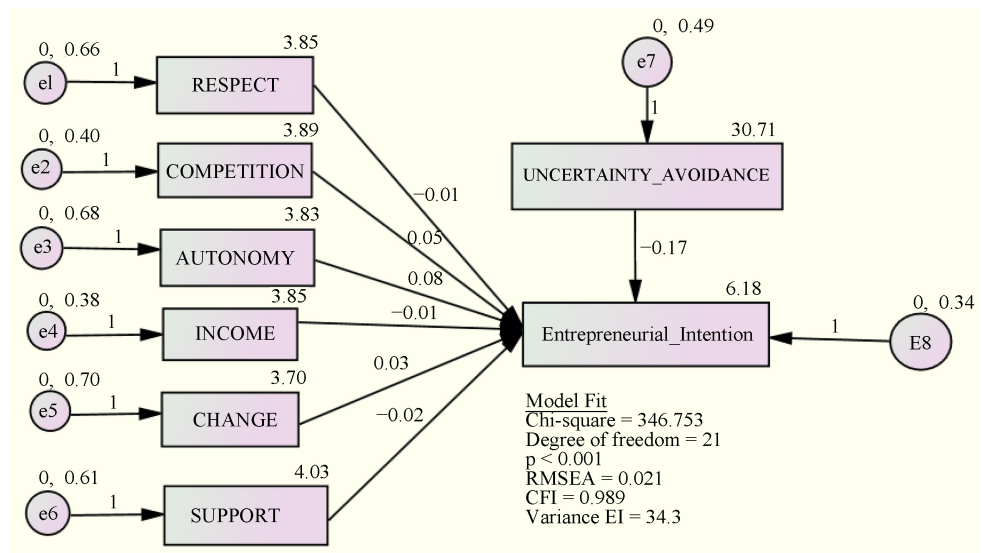 0, 0.66
e1
1
3.85
RESPECT
0, 0.40
e2
1
3.89
COMPETITION
0, 0.68
e3
1
3.83
AUTONOMY
0, 0.38
e4
1
3.85
INCOME
0, 0.70
e5
1
3.70
CHANGE
0, 0.61
e6
1
4.03
SUPPORT
−0.01
0.05
0.08
−0.01
0.03
−0.02
0, 0.49
e7
1
30.71
UNCERTAINTY_AVOIDANCE
−0.17
6.18
Entrepreneurial_Intention
0, 0.34
1
E8
Model Fit
Chi-square = 346.753
Degree of freedom = 21
p < 0.001
RMSEA = 0.021
CFI = 0.989
Variance EI = 34.3